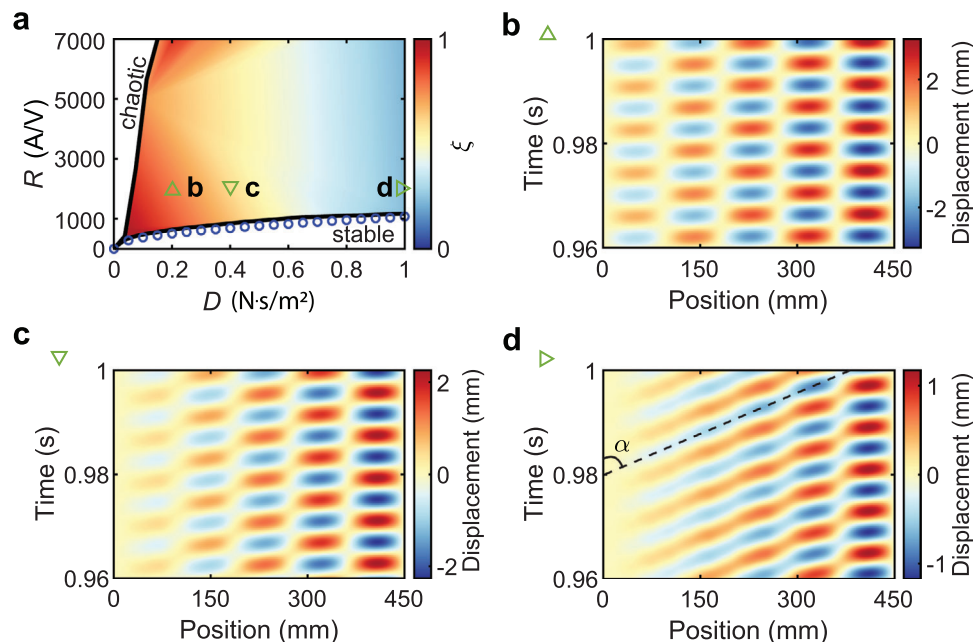 a
7000
5000
3000
1000
0
R (A/V)
chaotic
b
c
d
stable
0
0.2
0.4
0.6
0.8
1
D (N·s/m²)
1
0
ξ
b
1
0.98
0.96
Time (s)
0
150
300
450
Position (mm)
2
0
-2
Displacement (mm)
c
1
0.98
0.96
Time (s)
0
150
300
450
Position (mm)
2
0
-2
Displacement (mm)
d
1
0.98
0.96
Time (s)
α
0
150
300
450
Position (mm)
1
0
-1
Displacement (mm)